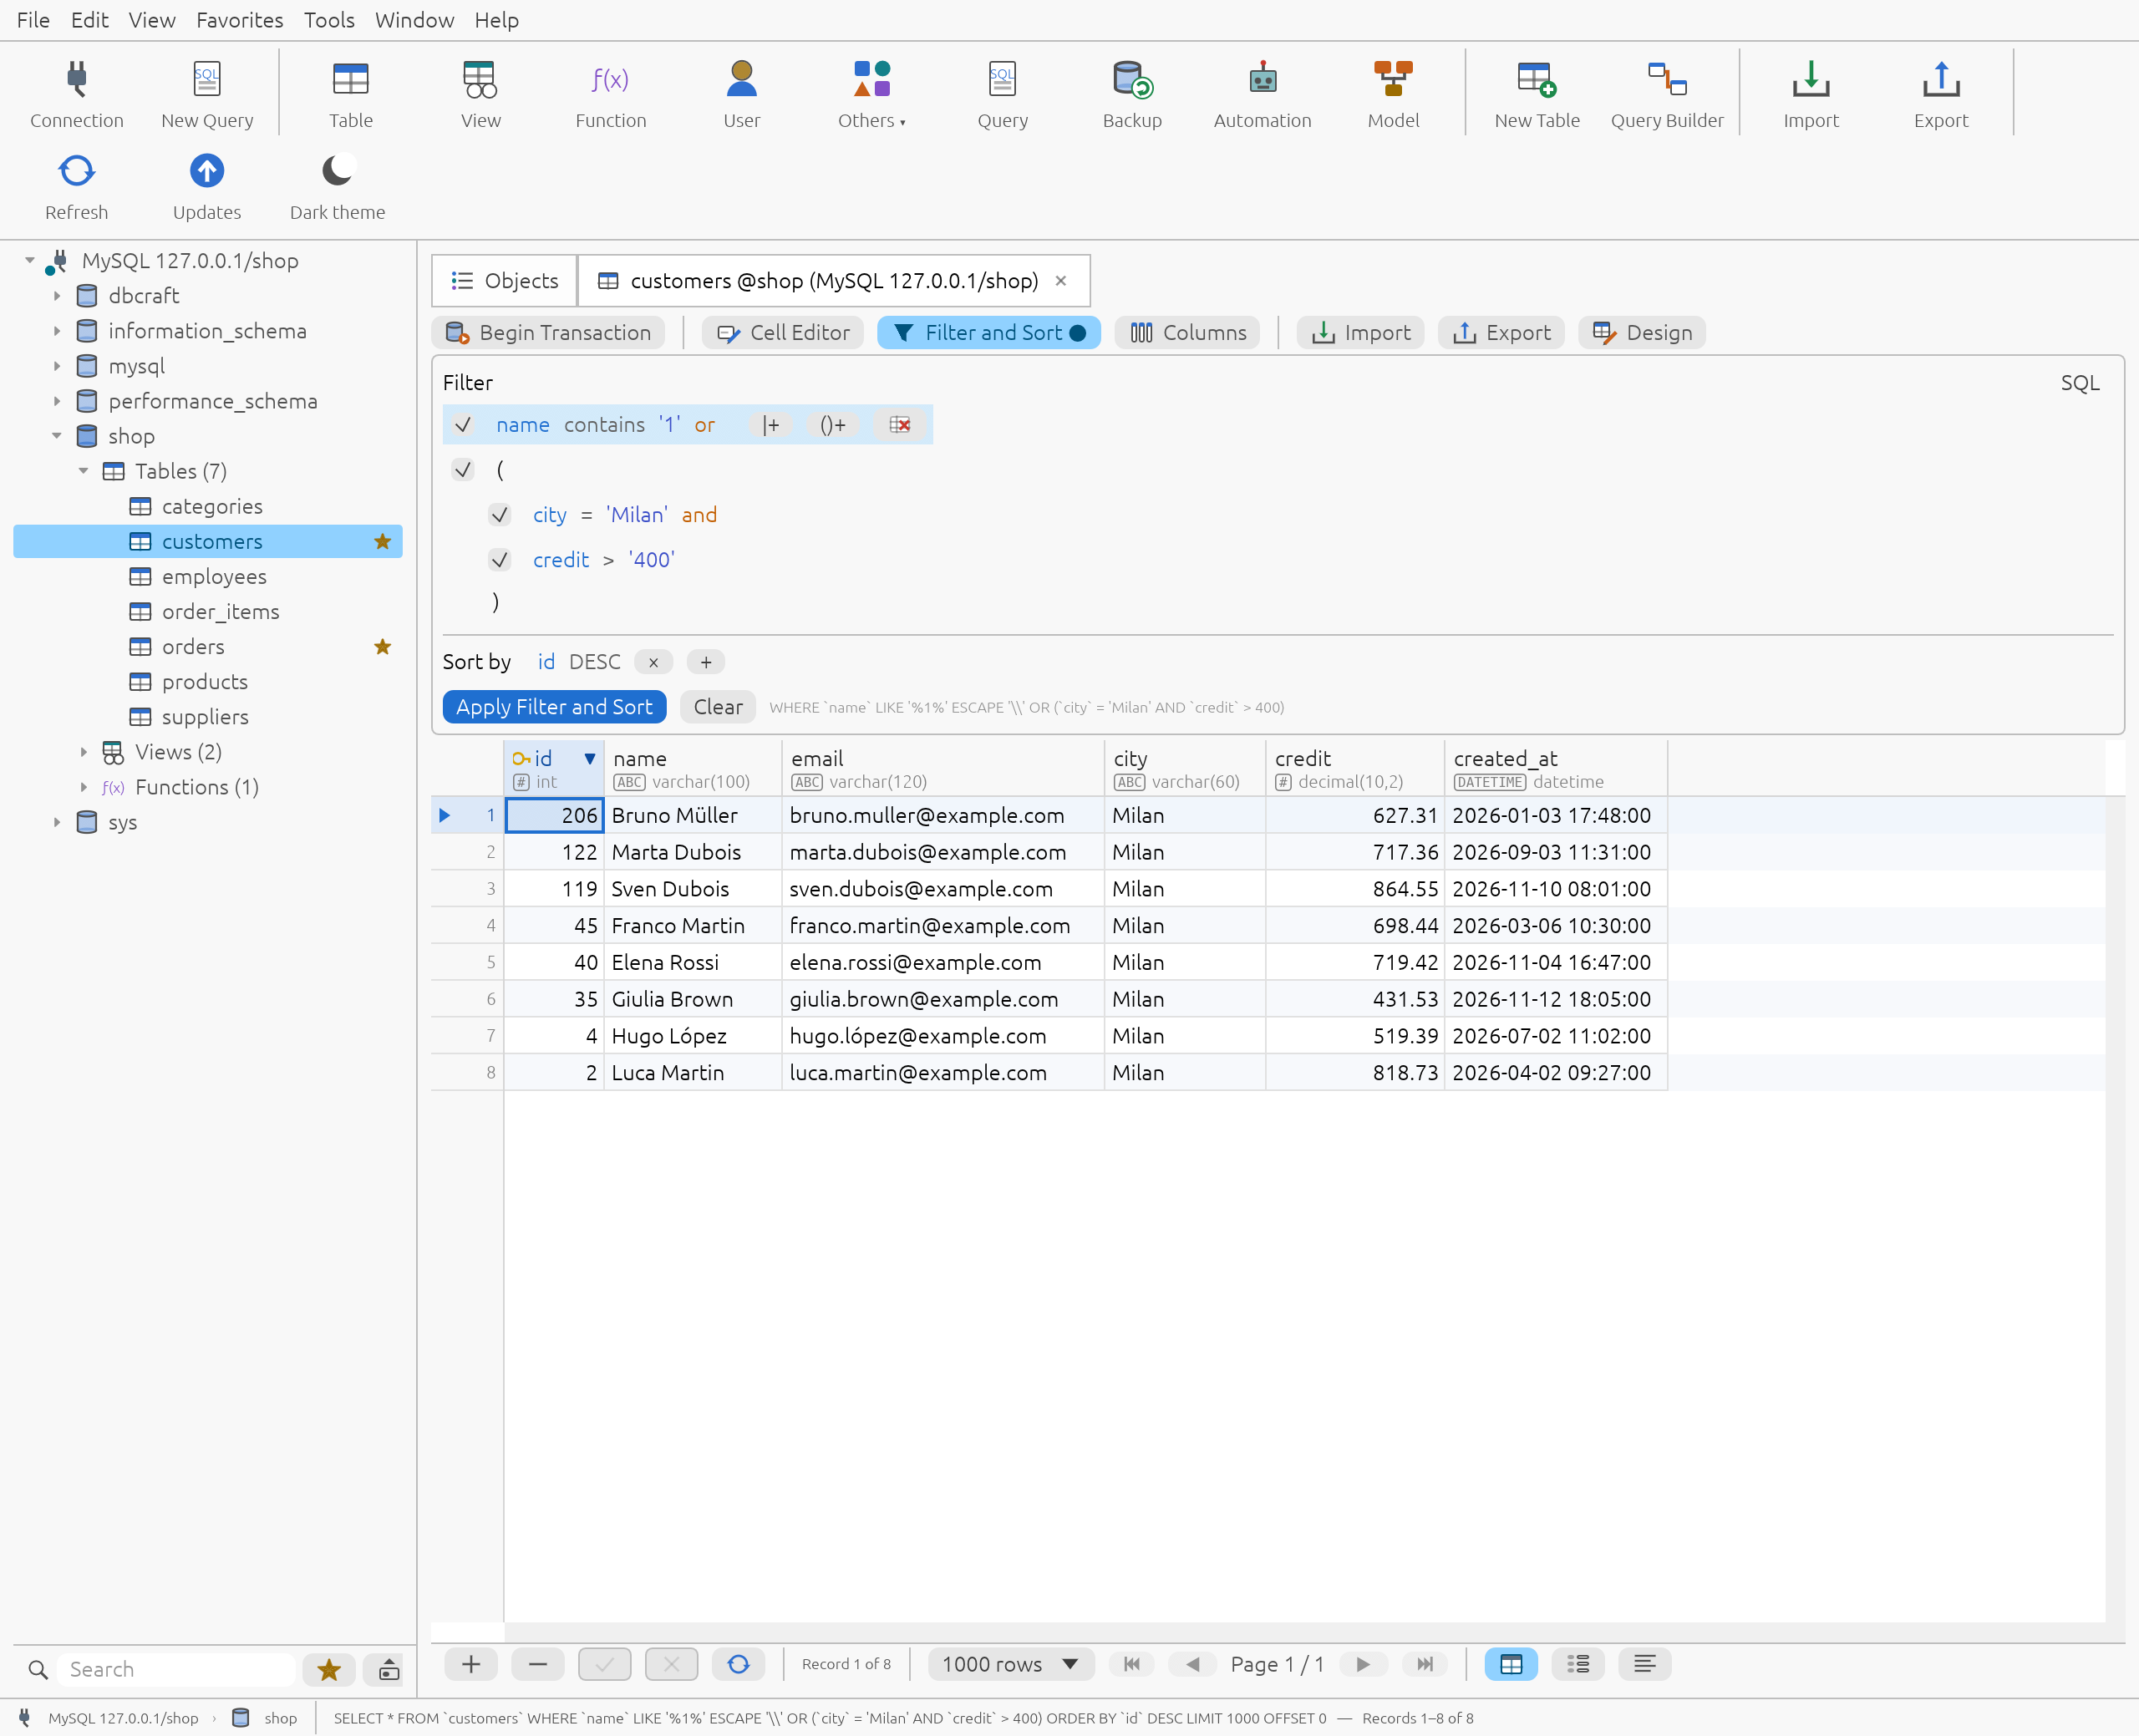 File Edit View Favorites Tools Window Help
Connection New Query Table View Function User Others ▾ Query Backup Automation Model New Table Query Builder Import Export
Refresh Updates Dark theme
MySQL 127.0.0.1/shop
dbcraft
information_schema
mysql
performance_schema
shop
Tables (7)
categories
customers
employees
order_items
orders
products
suppliers
Views (2)
ƒ(x) Functions (1)
sys
Search
Objects customers @shop (MySQL 127.0.0.1/shop) ×
Begin Transaction Cell Editor Filter and Sort Columns Import Export Design
Filter SQL
name contains '1' or |+ ()+
(
city = 'Milan' and
credit > '400'
)
Sort by id DESC × +
Apply Filter and Sort Clear WHERE `name` LIKE '%1%' ESCAPE '\\' OR (`city` = 'Milan' AND `credit` > 400)
id ▼ name email city credit created_at
# int ABC varchar(100) ABC varchar(120) ABC varchar(60) # decimal(10,2) DATETIME datetime
1 206 Bruno Müller bruno.muller@example.com Milan 627.31 2026-01-03 17:48:00
2 122 Marta Dubois marta.dubois@example.com Milan 717.36 2026-09-03 11:31:00
3 119 Sven Dubois sven.dubois@example.com Milan 864.55 2026-11-10 08:01:00
4 45 Franco Martin franco.martin@example.com Milan 698.44 2026-03-06 10:30:00
5 40 Elena Rossi elena.rossi@example.com Milan 719.42 2026-11-04 16:47:00
6 35 Giulia Brown giulia.brown@example.com Milan 431.53 2026-11-12 18:05:00
7 4 Hugo López hugo.lópez@example.com Milan 519.39 2026-07-02 11:02:00
8 2 Luca Martin luca.martin@example.com Milan 818.73 2026-04-02 09:27:00
Record 1 of 8 1000 rows Page 1 / 1
MySQL 127.0.0.1/shop › shop SELECT * FROM `customers` WHERE `name` LIKE '%1%' ESCAPE '\\' OR (`city` = 'Milan' AND `credit` > 400) ORDER BY `id` DESC LIMIT 1000 OFFSET 0 — Records 1–8 of 8